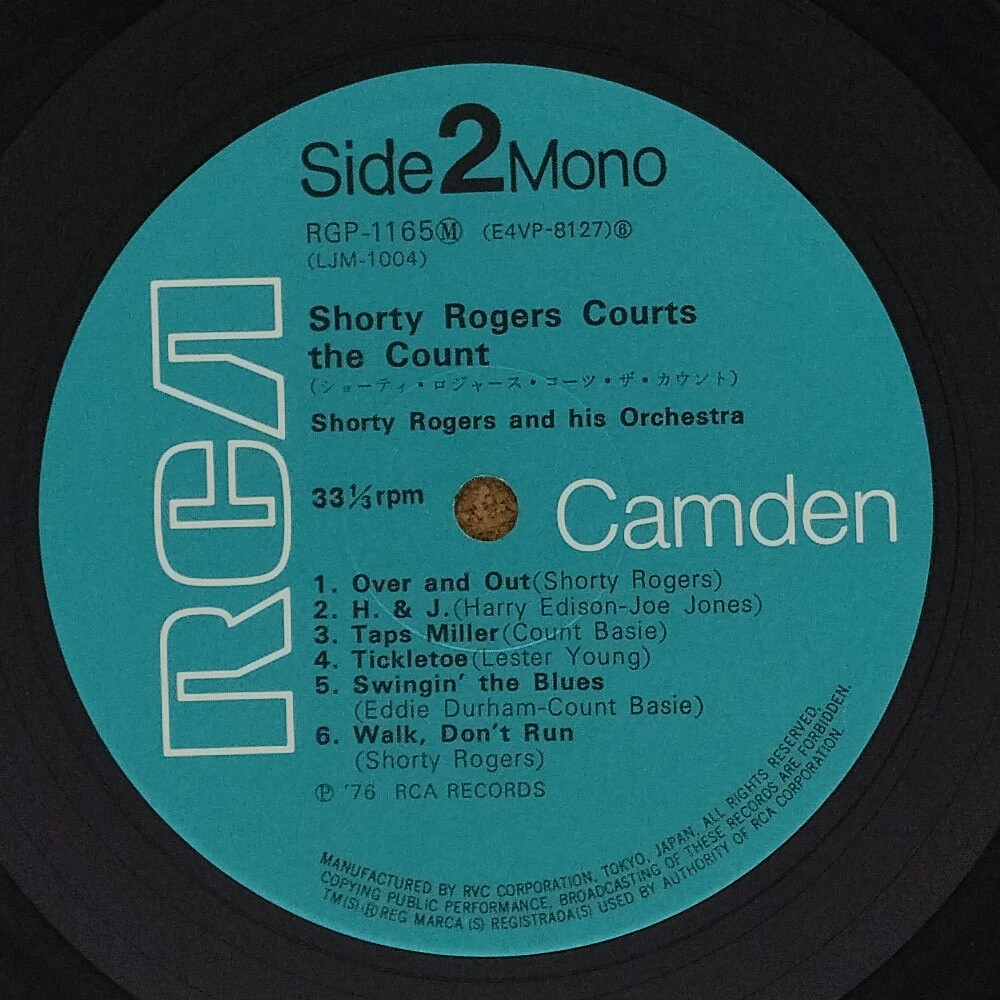 Side 2 Mono
RGP-1165Ⓜ (E4VP-8127)⑥
(LJM-1004)
Shorty Rogers Courts
the Count
(ショーティ・ロジャース・コーツ・ザ・カウント)
Shorty Rogers and his Orchestra
33⅓rpm
Camden
RCA
1. Over and Out(Shorty Rogers)
2. H. & J.(Harry Edison-Joe Jones)
3. Taps Miller(Count Basie)
4. Tickletoe(Lester Young)
5. Swingin' the Blues
(Eddie Durham-Count Basie)
6. Walk, Don't Run
(Shorty Rogers)
Ⓟ '76 RCA RECORDS
MANUFACTURED BY RVC CORPORATION, TOKYO, JAPAN, ALL RIGHTS RESERVED,
COPYING PUBLIC PERFORMANCE, BROADCASTING OF THESE RECORDS ARE FORBIDDEN.
TM(S)·ⓇREG MARCA (S) REGISTRADA(S) USED BY AUTHORITY OF RCA CORPORATION.